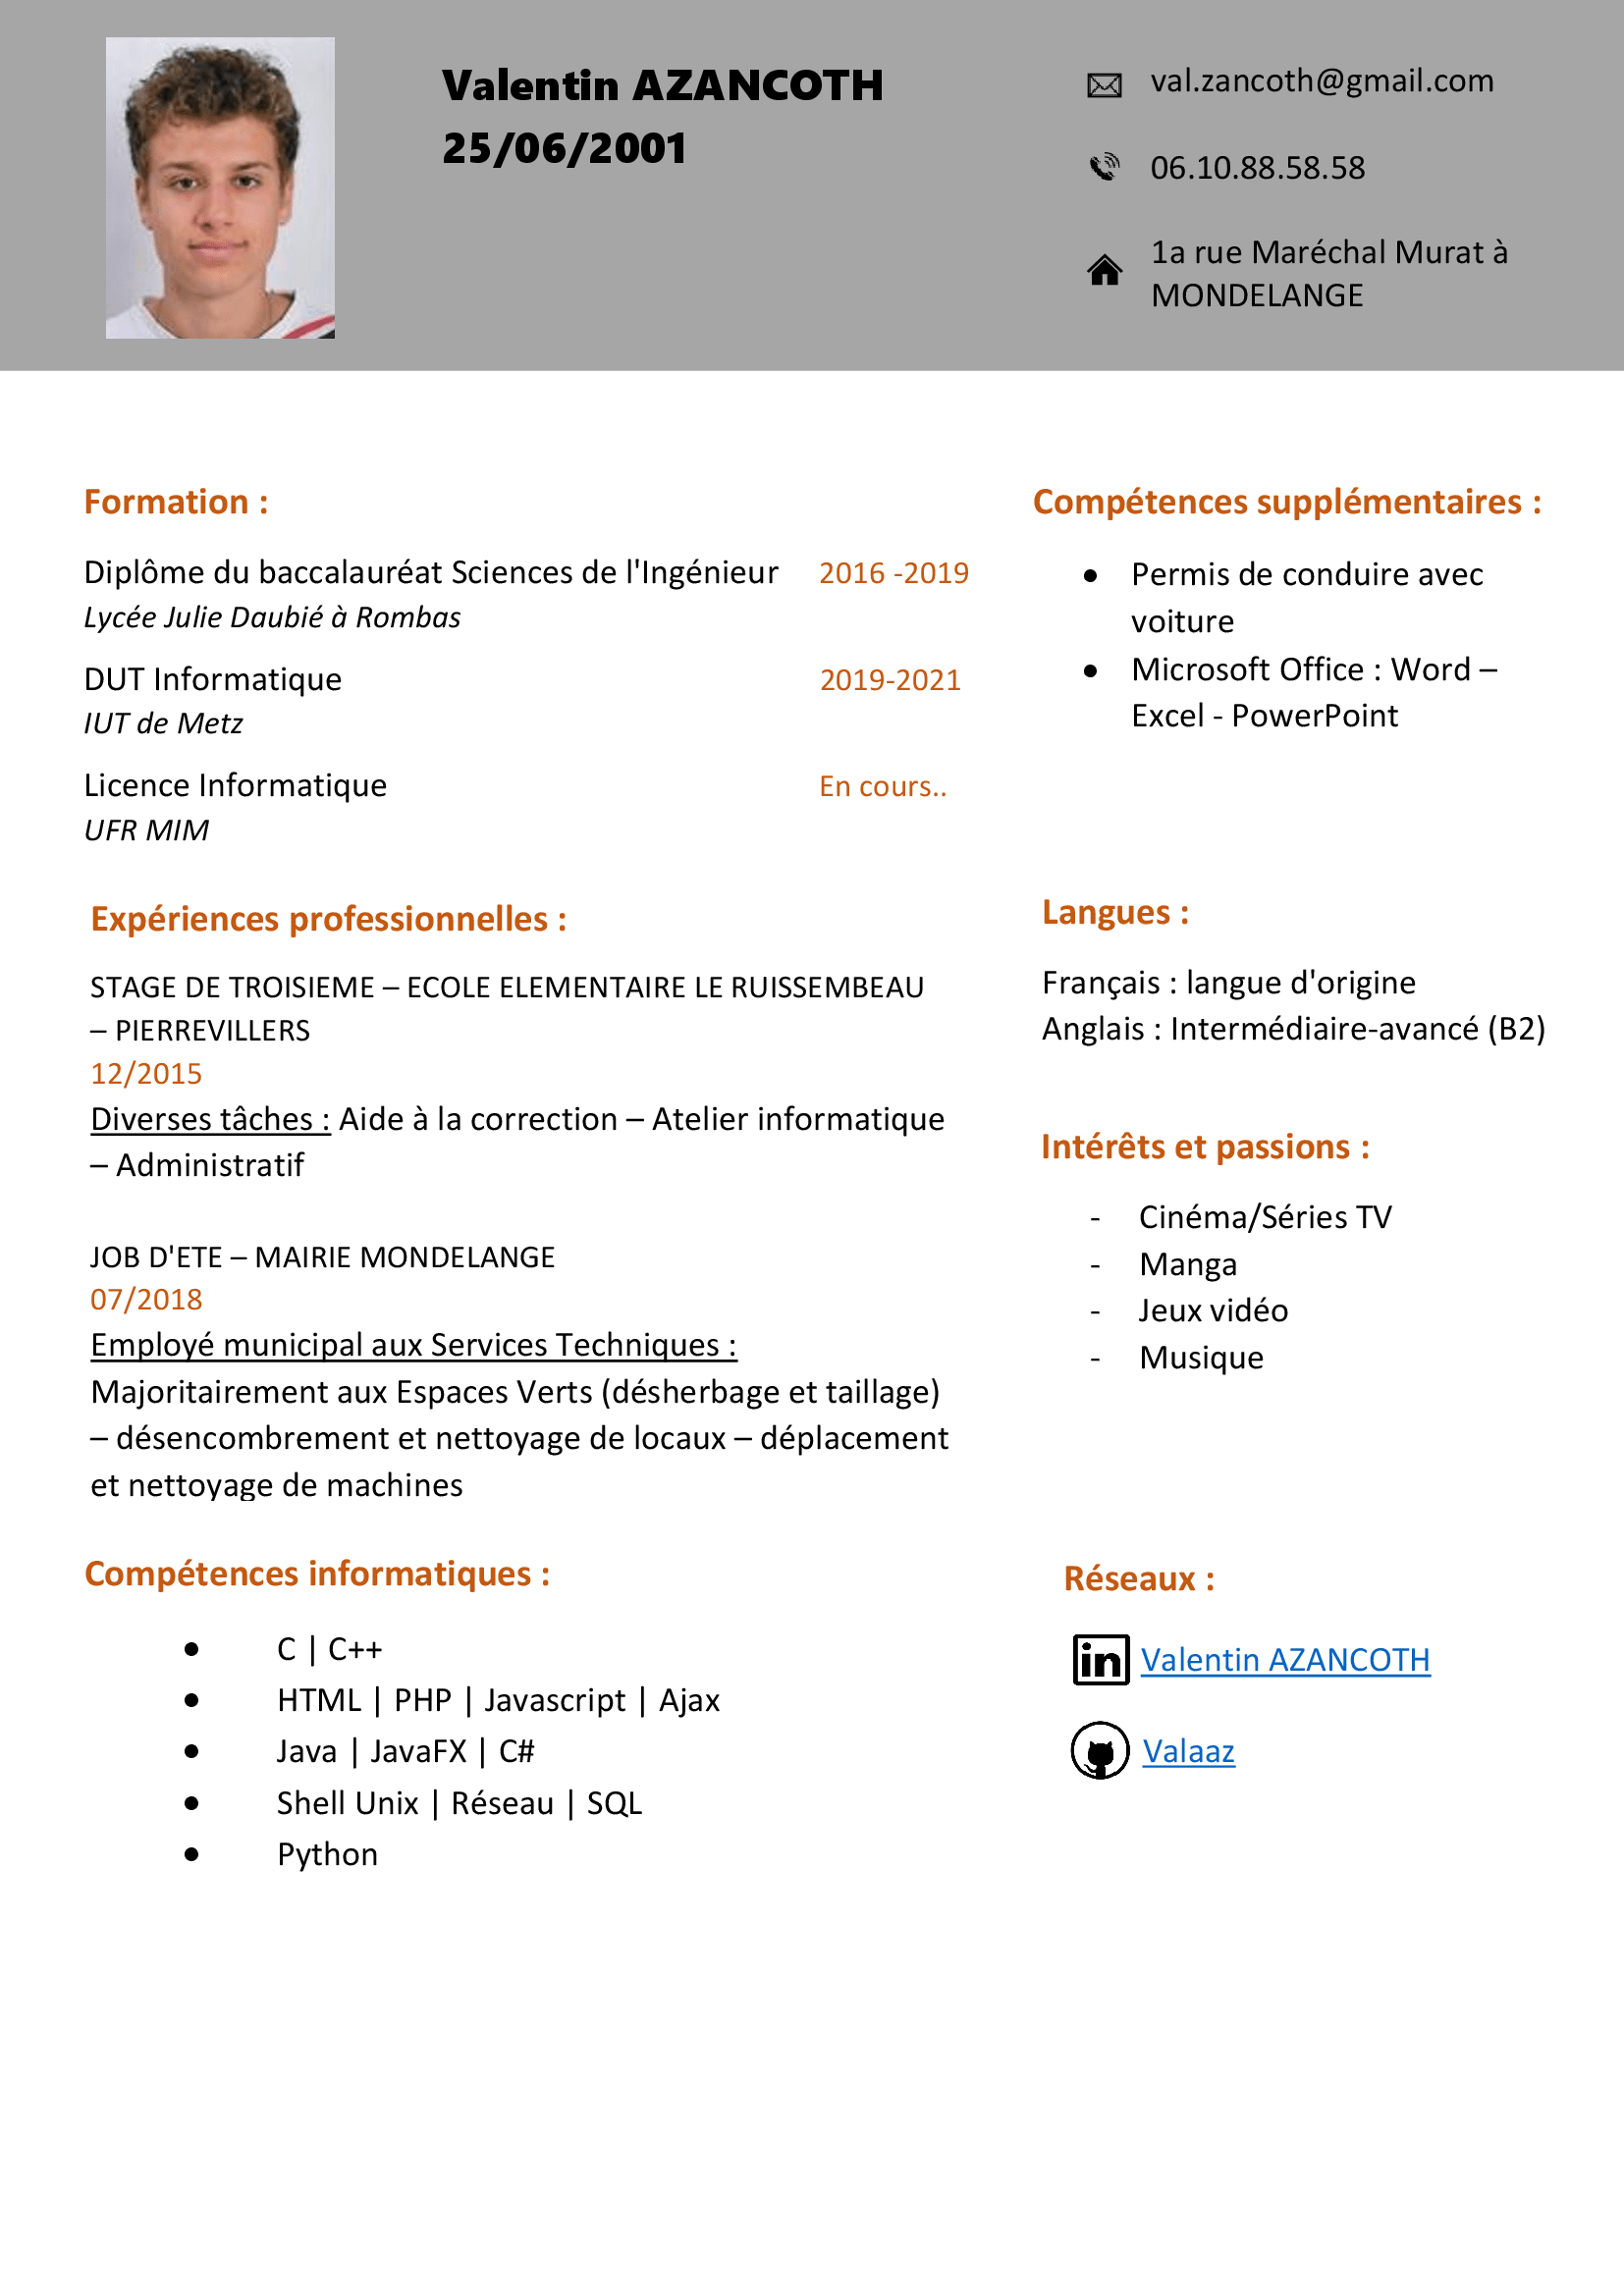 Valentin AZANCOTH
25/06/2001
val.zancoth@gmail.com
06.10.88.58.58
1a rue Maréchal Murat à
MONDELANGE
Formation :
Diplôme du baccalauréat Sciences de l'Ingénieur 2016 -2019
Lycée Julie Daubié à Rombas
DUT Informatique 2019-2021
IUT de Metz
Licence Informatique En cours..
UFR MIM
Expériences professionnelles :
STAGE DE TROISIEME – ECOLE ELEMENTAIRE LE RUISSEMBEAU
– PIERREVILLERS
12/2015
Diverses tâches : Aide à la correction – Atelier informatique
– Administratif
JOB D'ETE – MAIRIE MONDELANGE
07/2018
Employé municipal aux Services Techniques :
Majoritairement aux Espaces Verts (désherbage et taillage)
– désencombrement et nettoyage de locaux – déplacement
et nettoyage de machines
Compétences informatiques :
• C | C++
• HTML | PHP | Javascript | Ajax
• Java | JavaFX | C#
• Shell Unix | Réseau | SQL
• Python
Compétences supplémentaires :
• Permis de conduire avec
voiture
• Microsoft Office : Word –
Excel - PowerPoint
Langues :
Français : langue d'origine
Anglais : Intermédiaire-avancé (B2)
Intérêts et passions :
- Cinéma/Séries TV
- Manga
- Jeux vidéo
- Musique
Réseaux :
in Valentin AZANCOTH
Valaaz